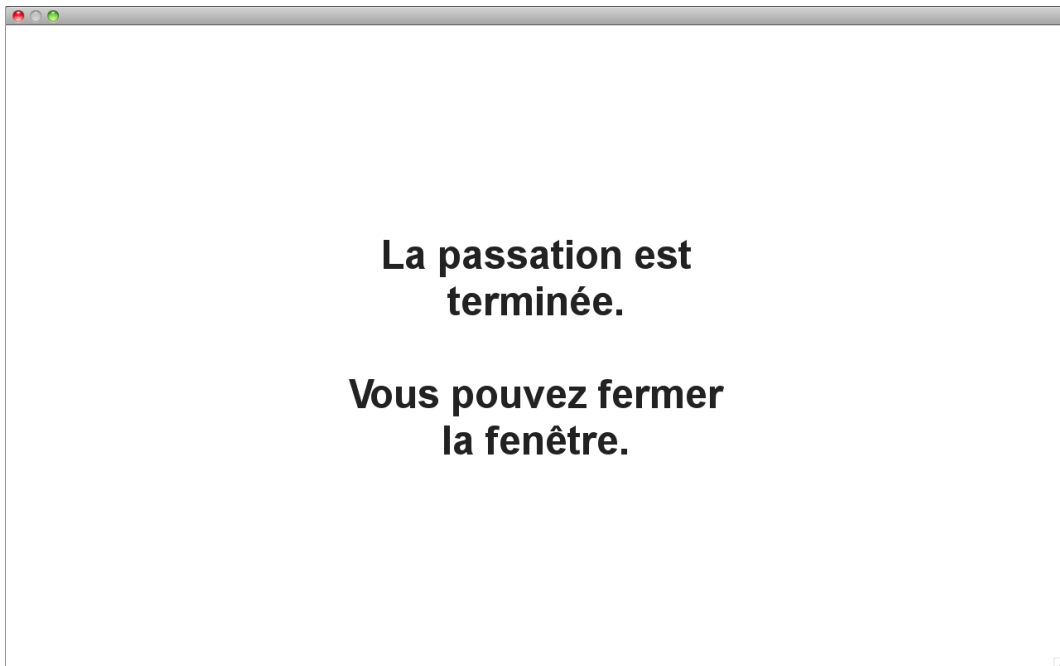 La passation est
terminée.
Vous pouvez fermer
la fenêtre.